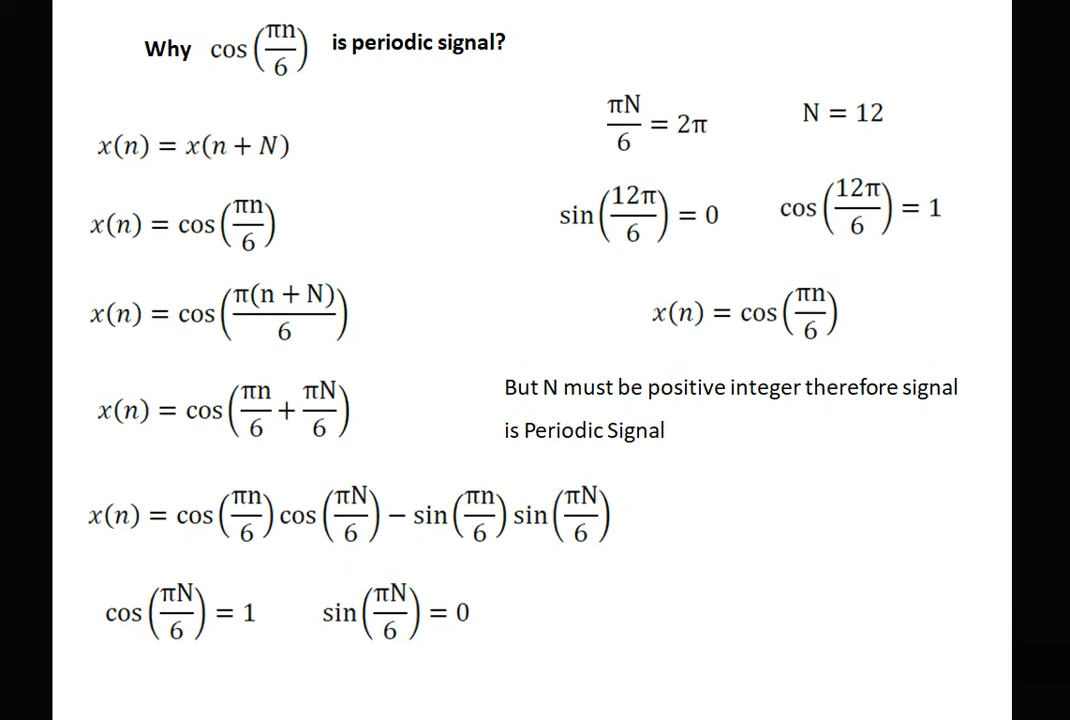 Why cos(πn/6) is periodic signal?
x(n) = x(n + N)
x(n) = cos(πn/6)
x(n) = cos(π(n + N)/6)
x(n) = cos(πn/6 + πN/6)
x(n) = cos(πn/6) cos(πN/6) − sin(πn/6) sin(πN/6)
cos(πN/6) = 1 sin(πN/6) = 0
πN/6 = 2π N = 12
sin(12π/6) = 0 cos(12π/6) = 1
x(n) = cos(πn/6)
But N must be positive integer therefore signal
is Periodic Signal